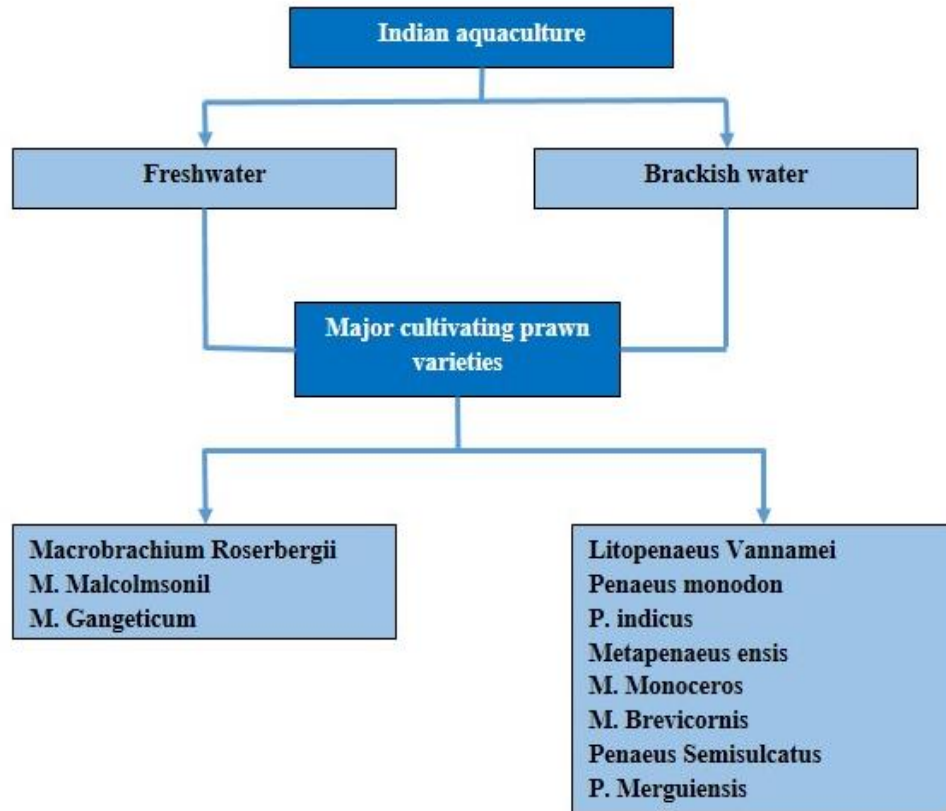 Indian aquaculture
Freshwater
Brackish water
Major cultivating prawn
varieties
Macrobrachium Roserbergii
M. Malcolmsonil
M. Gangeticum
Litopenaeus Vannamei
Penaeus monodon
P. indicus
Metapenaeus ensis
M. Monoceros
M. Brevicornis
Penaeus Semisulcatus
P. Merguiensis